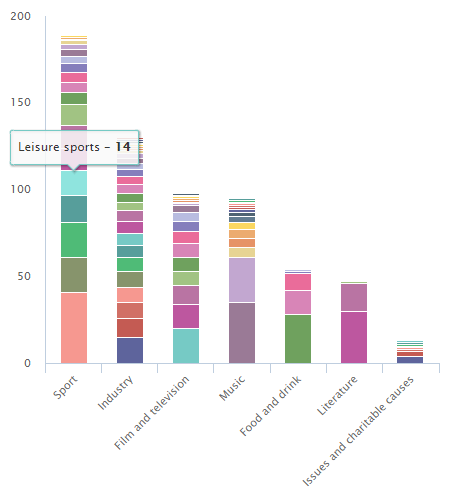 200
150
Leisure sports – 14
100
50
0
Sport
Industry
Film and television
Music
Food and drink
Literature
Issues and charitable causes